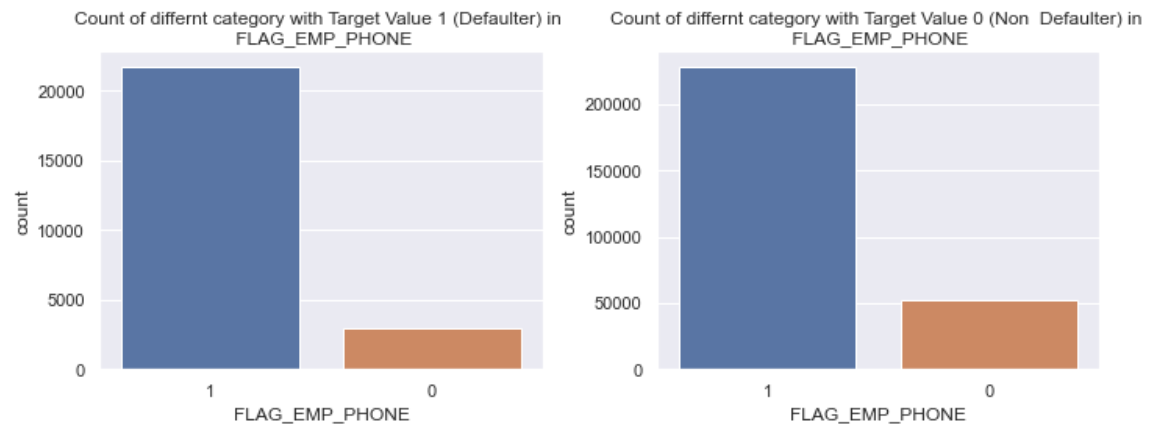 Count of differnt category with Target Value 1 (Defaulter) in
FLAG_EMP_PHONE
20000
15000
10000
5000
0
count
1
0
FLAG_EMP_PHONE
Count of differnt category with Target Value 0 (Non  Defaulter) in
FLAG_EMP_PHONE
200000
150000
100000
50000
0
count
1
0
FLAG_EMP_PHONE